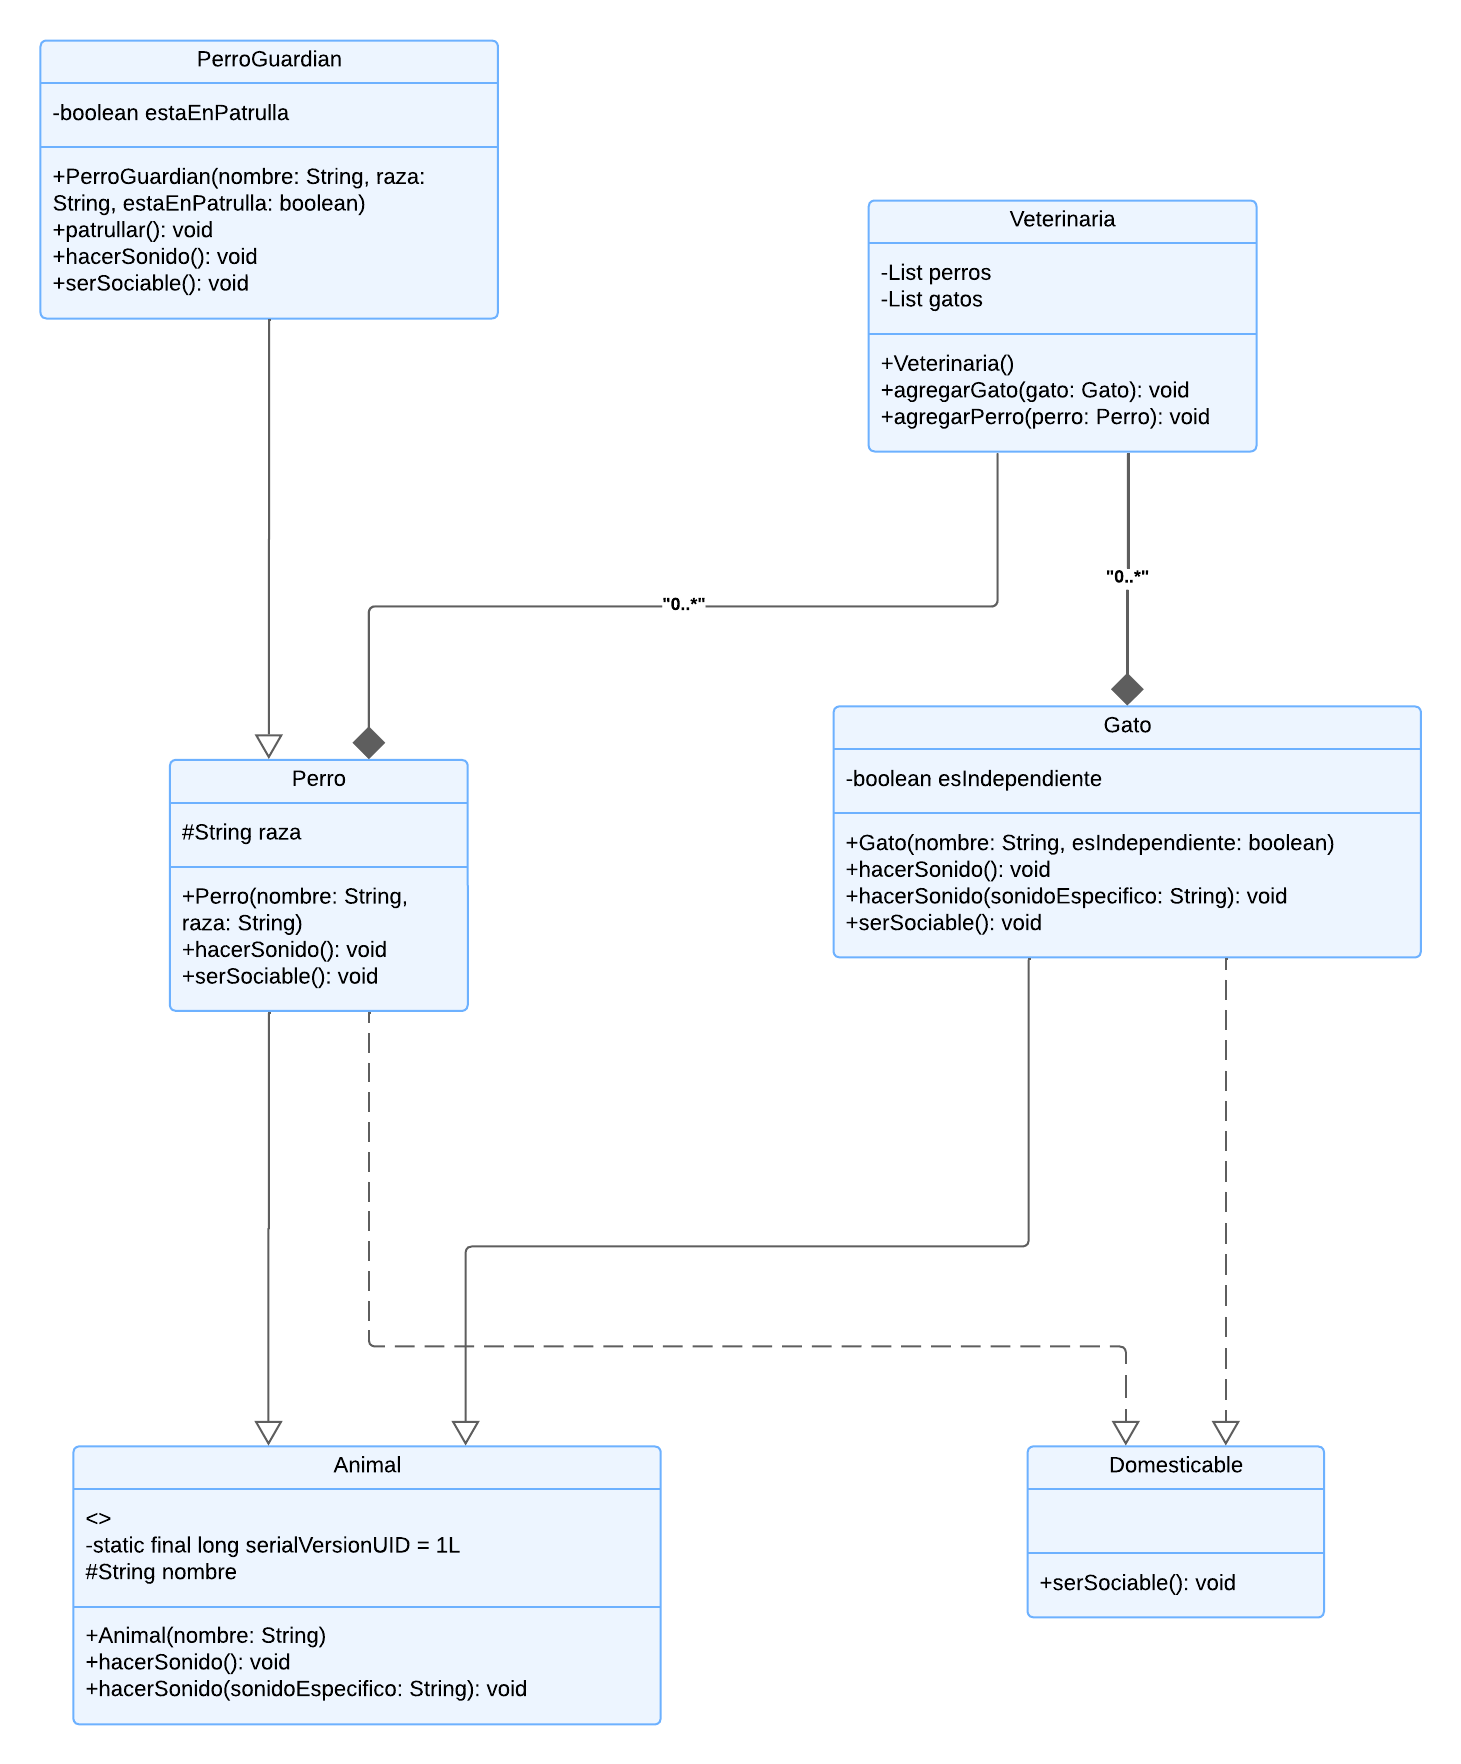 PerroGuardian
-boolean estaEnPatrulla
+PerroGuardian(nombre: String, raza:
String, estaEnPatrulla: boolean)
+patrullar(): void
+hacerSonido(): void
+serSociable(): void
Veterinaria
-List perros
-List gatos
+Veterinaria()
+agregarGato(gato: Gato): void
+agregarPerro(perro: Perro): void
"0..*"
"0..*"
Perro
#String raza
+Perro(nombre: String,
raza: String)
+hacerSonido(): void
+serSociable(): void
Gato
-boolean esIndependiente
+Gato(nombre: String, esIndependiente: boolean)
+hacerSonido(): void
+hacerSonido(sonidoEspecifico: String): void
+serSociable(): void
Animal
<>
-static final long serialVersionUID = 1L
#String nombre
+Animal(nombre: String)
+hacerSonido(): void
+hacerSonido(sonidoEspecifico: String): void
Domesticable
+serSociable(): void